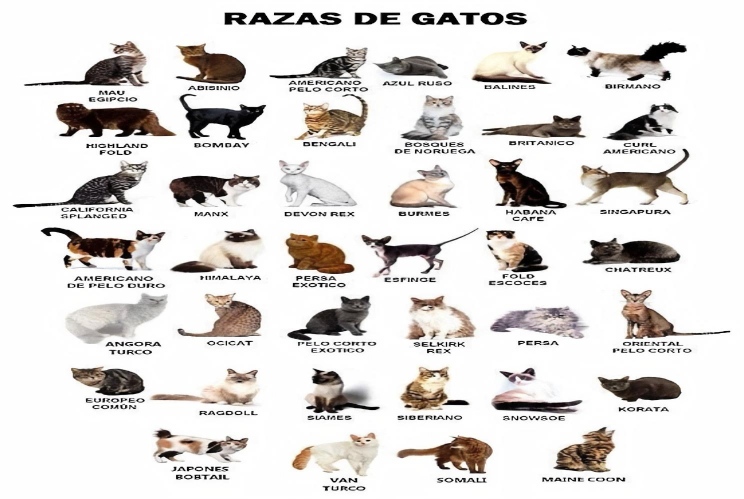 RAZAS DE GATOS
MAU
EGIPCIO
ABISINIO
AMERICANO
PELO CORTO
AZUL RUSO
BALINES
BIRMANO
HIGHLAND
FOLD
BOMBAY
BENGALI
BOSQUES
DE NORUEGA
BRITANICO
CURL
AMERICANO
CALIFORNIA
SPLANGED
MANX
DEVON REX
BURMES
HABANA
CAFE
SINGAPURA
AMERICANO
DE PELO DURO
HIMALAYA
PERSA
EXOTICO
ESFINGE
FOLD
ESCOCES
CHATREUX
ANGORA
TURCO
OCICAT
PELO CORTO
EXOTICO
SELKIRK
REX
PERSA
ORIENTAL
PELO CORTO
EUROPEO
COMÚN
RAGDOLL
SIAMES
SIBERIANO
SNOWSOE
KORATA
JAPONES
BOBTAIL
VAN
TURCO
SOMALI
MAINE COON